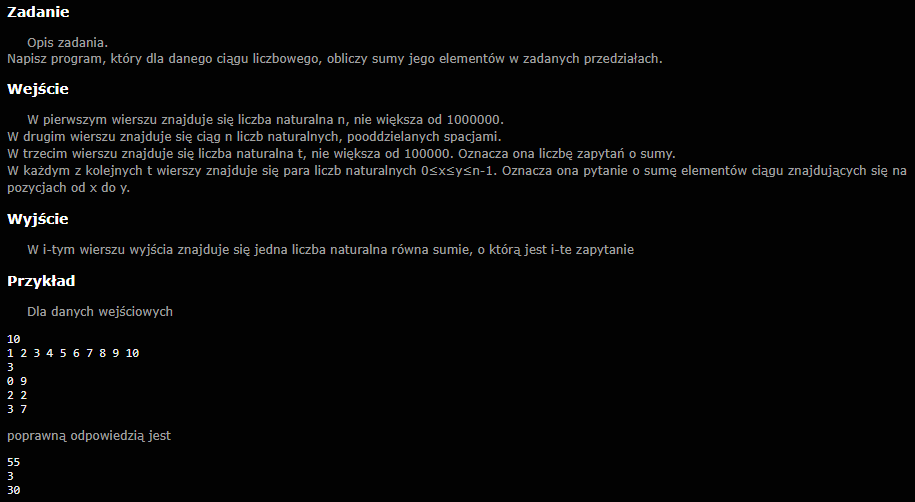 Zadanie
Opis zadania.
Napisz program, który dla danego ciągu liczbowego, obliczy sumy jego elementów w zadanych przedziałach.
Wejście
W pierwszym wierszu znajduje się liczba naturalna n, nie większa od 1000000.
W drugim wierszu znajduje się ciąg n liczb naturalnych, pooddzielanych spacjami.
W trzecim wierszu znajduje się liczba naturalna t, nie większa od 100000. Oznacza ona liczbę zapytań o sumy.
W każdym z kolejnych t wierszy znajduje się para liczb naturalnych 0≤x≤y≤n-1. Oznacza ona pytanie o sumę elementów ciągu znajdujących się na
pozycjach od x do y.
Wyjście
W i-tym wierszu wyjścia znajduje się jedna liczba naturalna równa sumie, o którą jest i-te zapytanie
Przykład
Dla danych wejściowych
10
1 2 3 4 5 6 7 8 9 10
3
0 9
2 2
3 7
poprawną odpowiedzią jest
55
3
30